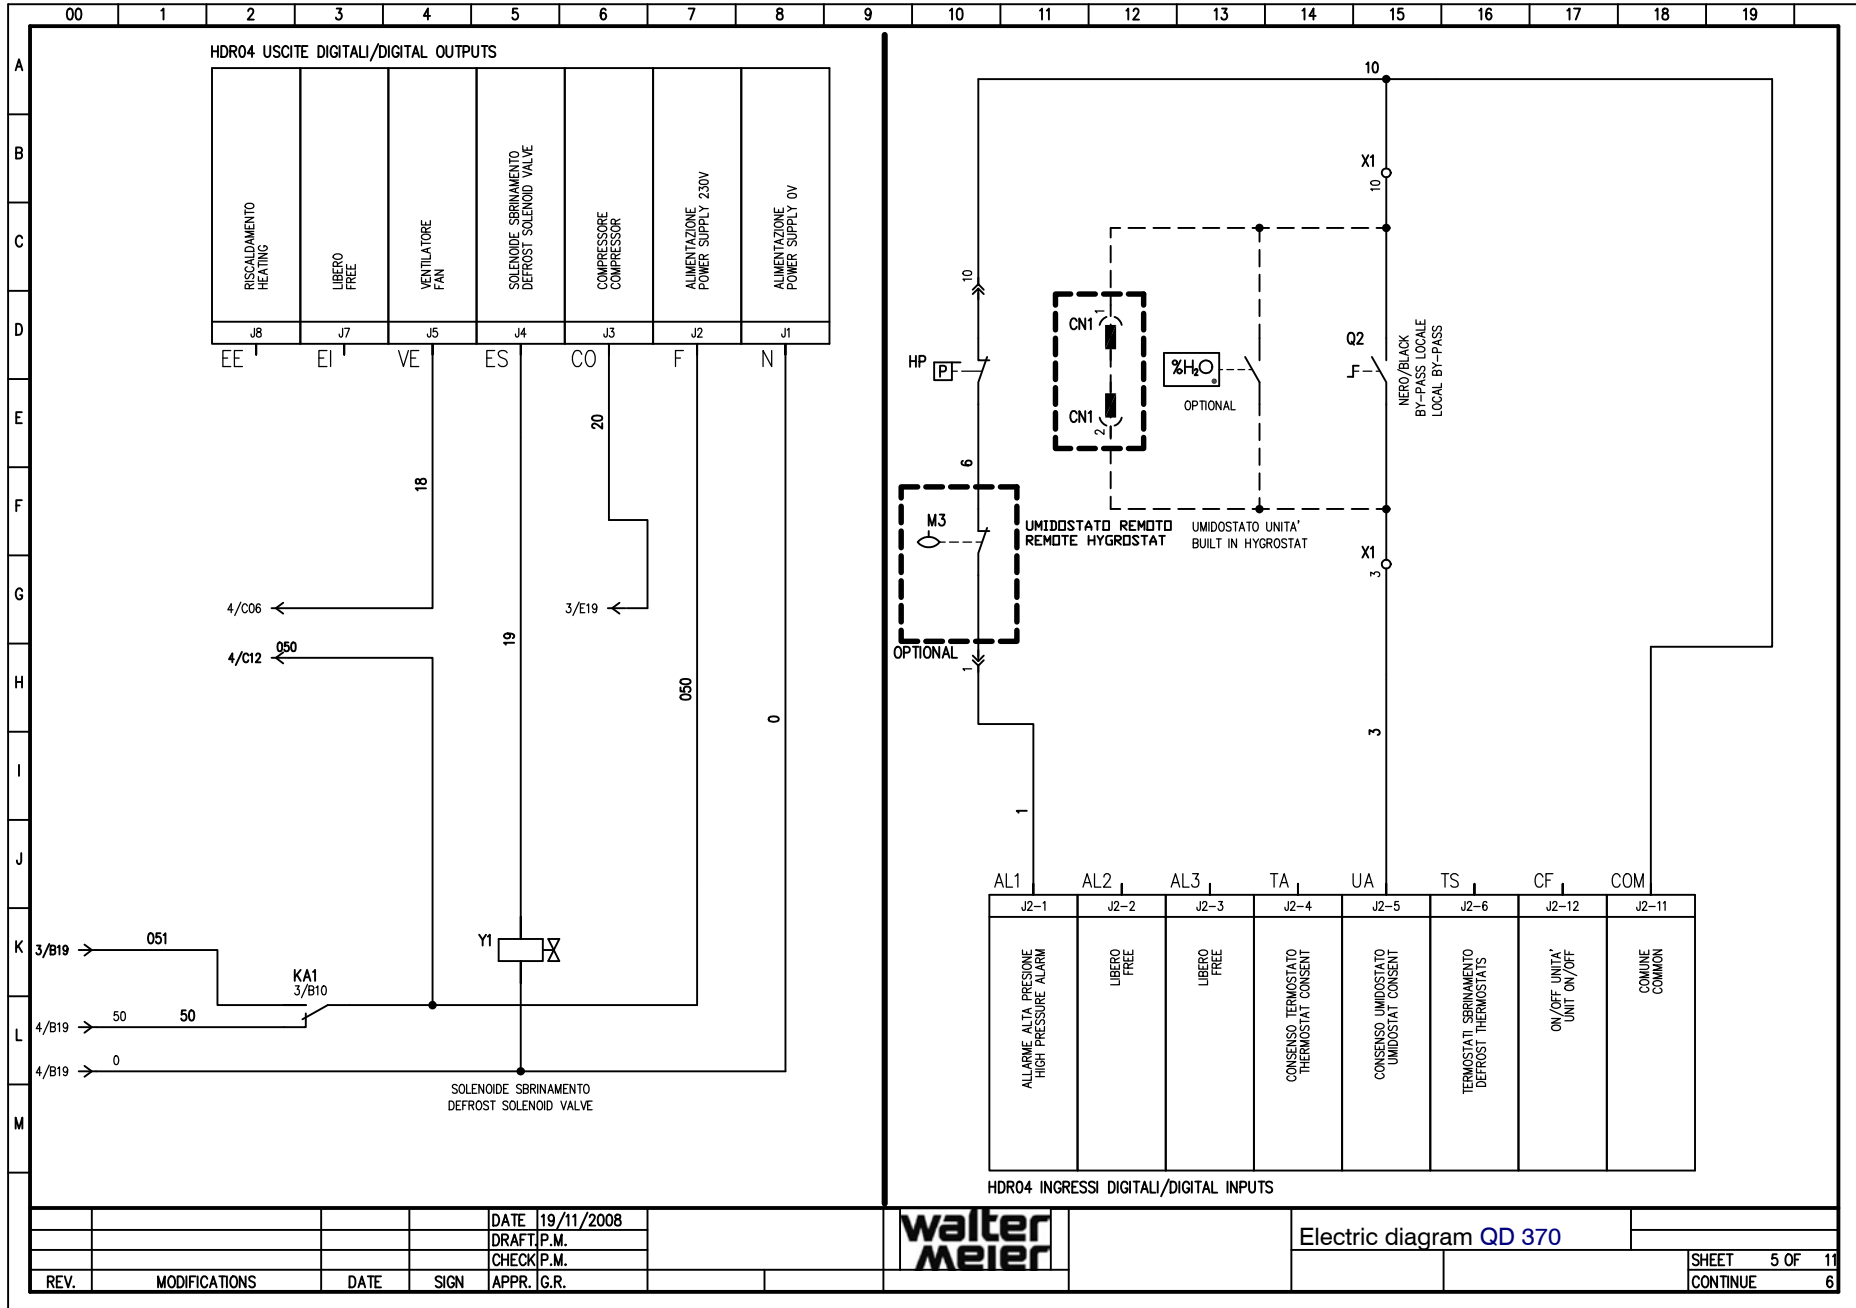 00 1 2 3 4 5 6 7 8 9 10 11 12 13 14 15 16 17 18 19
A
B
C
D
E
F
G
H
I
J
K
L
M
HDR04 USCITE DIGITALI/DIGITAL OUTPUTS
RISCALDAMENTO
HEATING
LIBERO
FREE
VENTILATORE
FAN
SOLENOIDE SBRINAMENTO
DEFROST SOLENOID VALVE
COMPRESSORE
COMPRESSOR
ALIMENTAZIONE
POWER SUPPLY 230V
ALIMENTAZIONE
POWER SUPPLY 0V
J8 J7 J5 J4 J3 J2 J1
EE EI VE ES CO F N
18
20
19
050
0
4/C06
3/E19
4/C12 050
3/B19 051
KA1
3/B10
4/B19 50 50
4/B19 0
Y1
SOLENOIDE SBRINAMENTO
DEFROST SOLENOID VALVE
10
X1
10
10
CN1 1
CN1 2
HP P
%H2O
OPTIONAL
Q2
NERO/BLACK
BY-PASS LOCALE
LOCAL BY-PASS
6
M3
UMIDOSTATO REMOTO
REMOTE HYGROSTAT
UMIDOSTATO UNITA'
BUILT IN HYGROSTAT
X1
3
OPTIONAL
1
3
1
AL1 AL2 AL3 TA UA TS CF COM
J2-1 J2-2 J2-3 J2-4 J2-5 J2-6 J2-12 J2-11
ALLARME ALTA PRESIONE
HIGH PRESSURE ALARM
LIBERO
FREE
LIBERO
FREE
CONSENSO TERMOSTATO
THERMOSTAT CONSENT
CONSENSO UMIDOSTATO
UMIDOSTAT CONSENT
TERMOSTATI SBRINAMENTO
DEFROST THERMOSTATS
ON/OFF UNITA'
UNIT ON/OFF
COMUNE
COMMON
HDR04 INGRESSI DIGITALI/DIGITAL INPUTS
DATE 19/11/2008
DRAFT. P.M.
CHECK P.M.
REV. MODIFICATIONS DATE SIGN APPR. G.R.
walter
meier
Electric diagram QD 370
SHEET 5 OF 11
CONTINUE 6